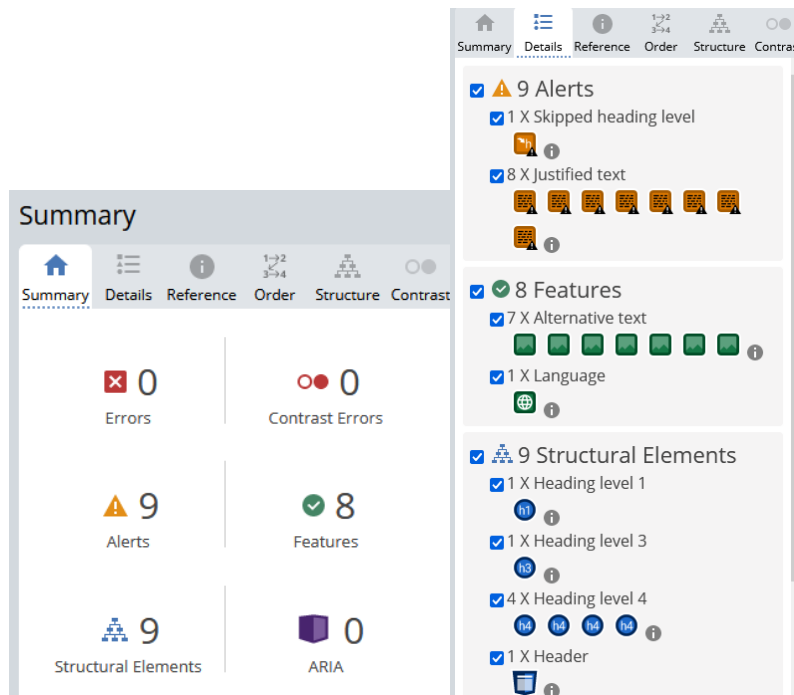 Summary
Summary Details Reference Order Structure Contrast
0
Errors
0
Contrast Errors
9
Alerts
8
Features
9
Structural Elements
0
ARIA
Summary Details Reference Order Structure Contras
9 Alerts
1 X Skipped heading level
8 X Justified text
8 Features
7 X Alternative text
1 X Language
9 Structural Elements
1 X Heading level 1
h1
1 X Heading level 3
h3
4 X Heading level 4
h4 h4 h4 h4
1 X Header